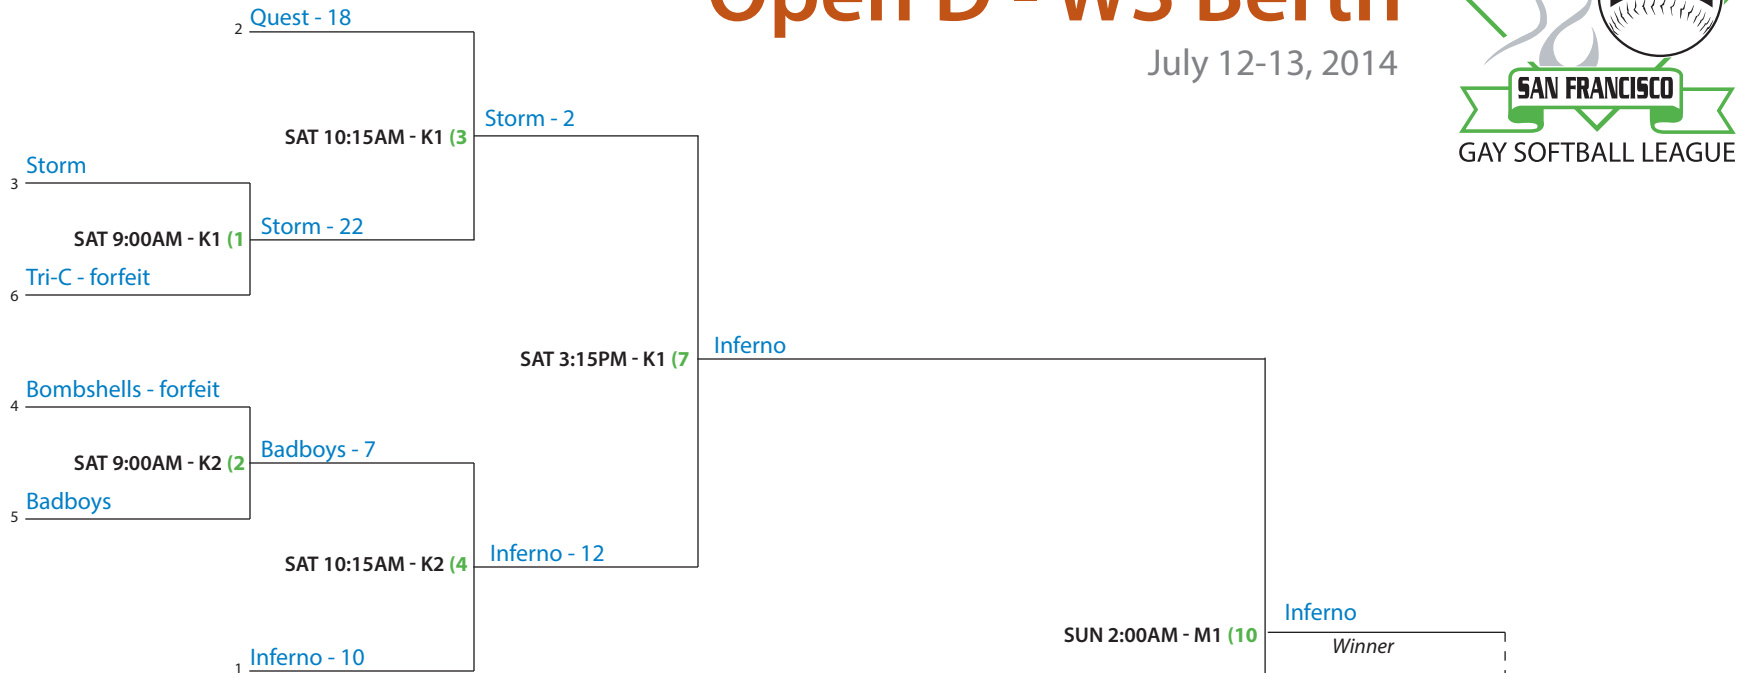 Open D - WS Berth
July 12-13, 2014
SAN FRANCISCO
GAY SOFTBALL LEAGUE
2 Quest - 18
SAT 10:15AM - K1 (3
Storm - 2
3 Storm
SAT 9:00AM - K1 (1
Storm - 22
6 Tri-C - forfeit
SAT 3:15PM - K1 (7
Inferno
4 Bombshells - forfeit
SAT 9:00AM - K2 (2
Badboys - 7
5 Badboys
SAT 10:15AM - K2 (4
Inferno - 12
1 Inferno - 10
SUN 2:00AM - M1 (10
Inferno
Winner